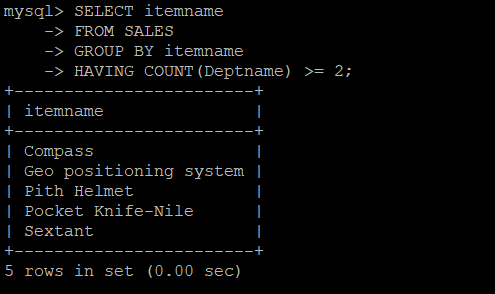 mysql> SELECT itemname
    -> FROM SALES
    -> GROUP BY itemname
    -> HAVING COUNT(Deptname) >= 2;
+------------------------+
| itemname               |
+------------------------+
| Compass                |
| Geo positioning system |
| Pith Helmet            |
| Pocket Knife-Nile      |
| Sextant                |
+------------------------+
5 rows in set (0.00 sec)